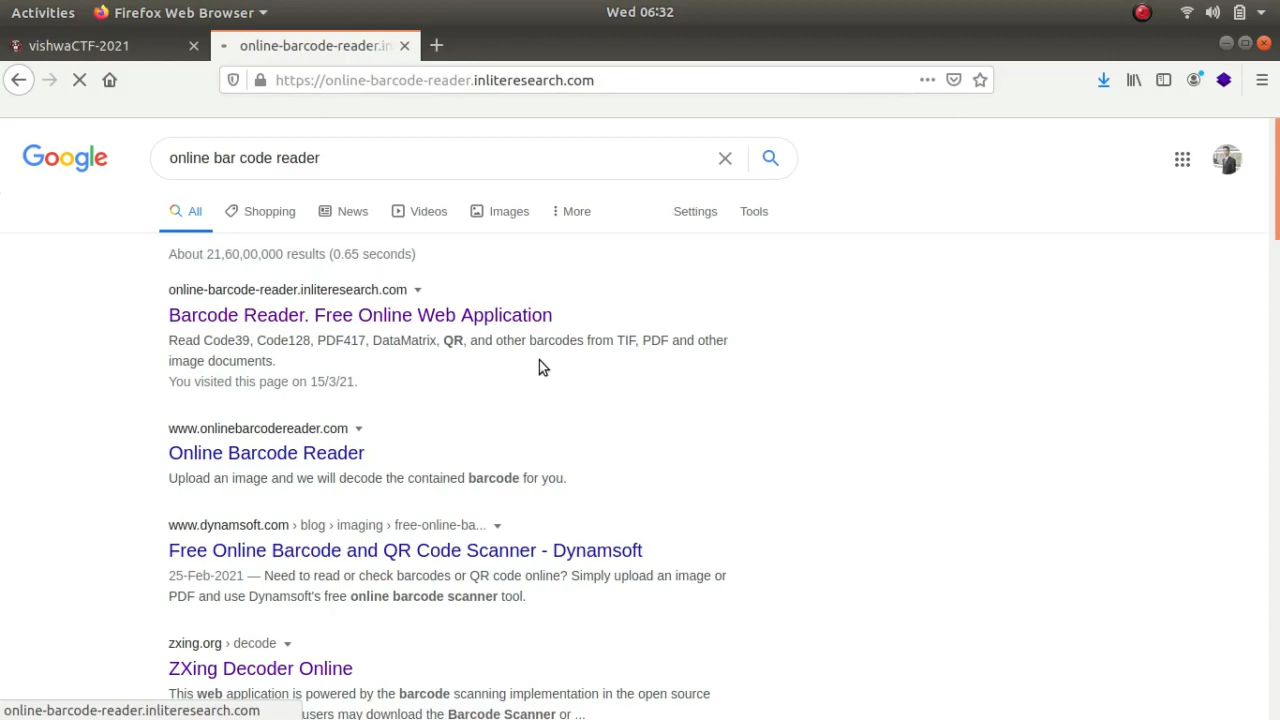 Activities Firefox Web Browser Wed 06:32
vishwaCTF-2021 online-barcode-reader.in
https://online-barcode-reader.inliteresearch.com
Google online bar code reader
All Shopping News Videos Images More Settings Tools
About 21,60,00,000 results (0.65 seconds)
online-barcode-reader.inliteresearch.com
Barcode Reader. Free Online Web Application
Read Code39, Code128, PDF417, DataMatrix, QR, and other barcodes from TIF, PDF and other
image documents.
You visited this page on 15/3/21.
www.onlinebarcodereader.com
Online Barcode Reader
Upload an image and we will decode the contained barcode for you.
www.dynamsoft.com › blog › imaging › free-online-ba...
Free Online Barcode and QR Code Scanner - Dynamsoft
25-Feb-2021 — Need to read or check barcodes or QR code online? Simply upload an image or
PDF and use Dynamsoft's free online barcode scanner tool.
zxing.org › decode
ZXing Decoder Online
This web application is powered by the barcode scanning implementation in the open source
users may download the Barcode Scanner or ...
online-barcode-reader.inliteresearch.com